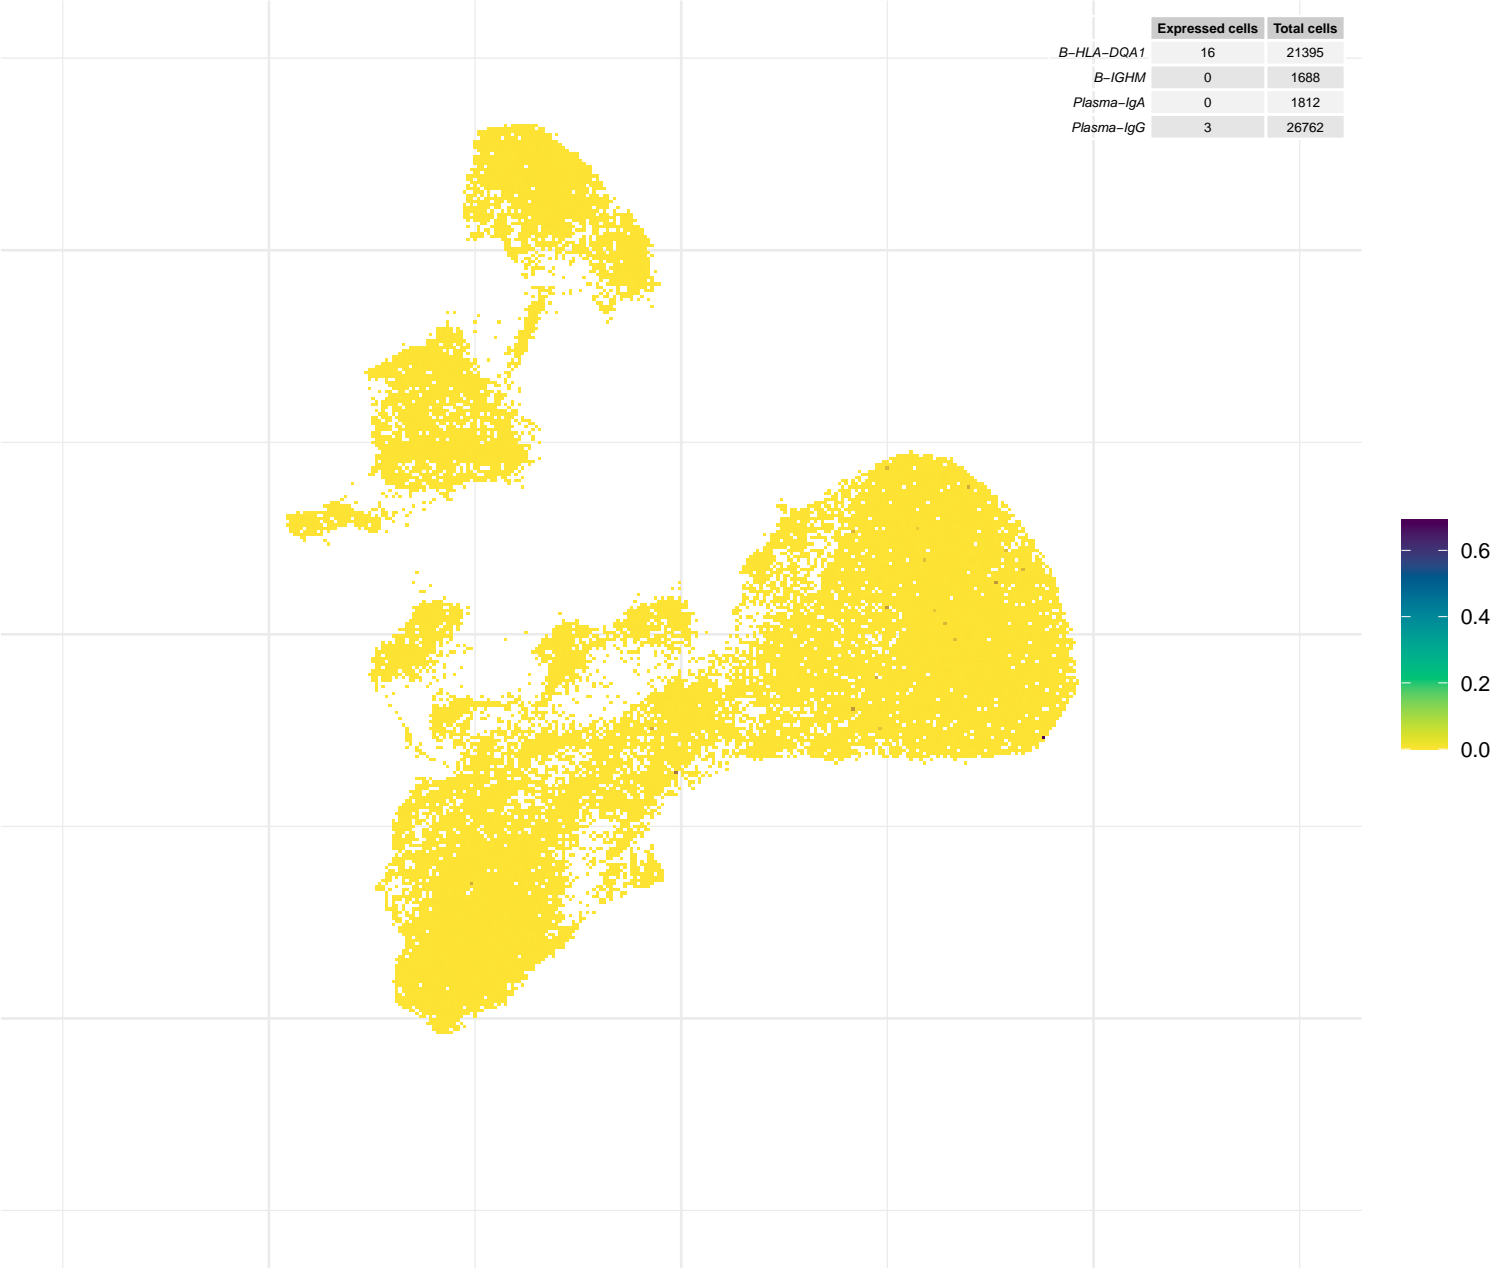 Expressed cells Total cells
B−HLA−DQA1 16 21395
B−IGHM 0 1688
Plasma−IgA 0 1812
Plasma−IgG 3 26762
0.6
0.4
0.2
0.0